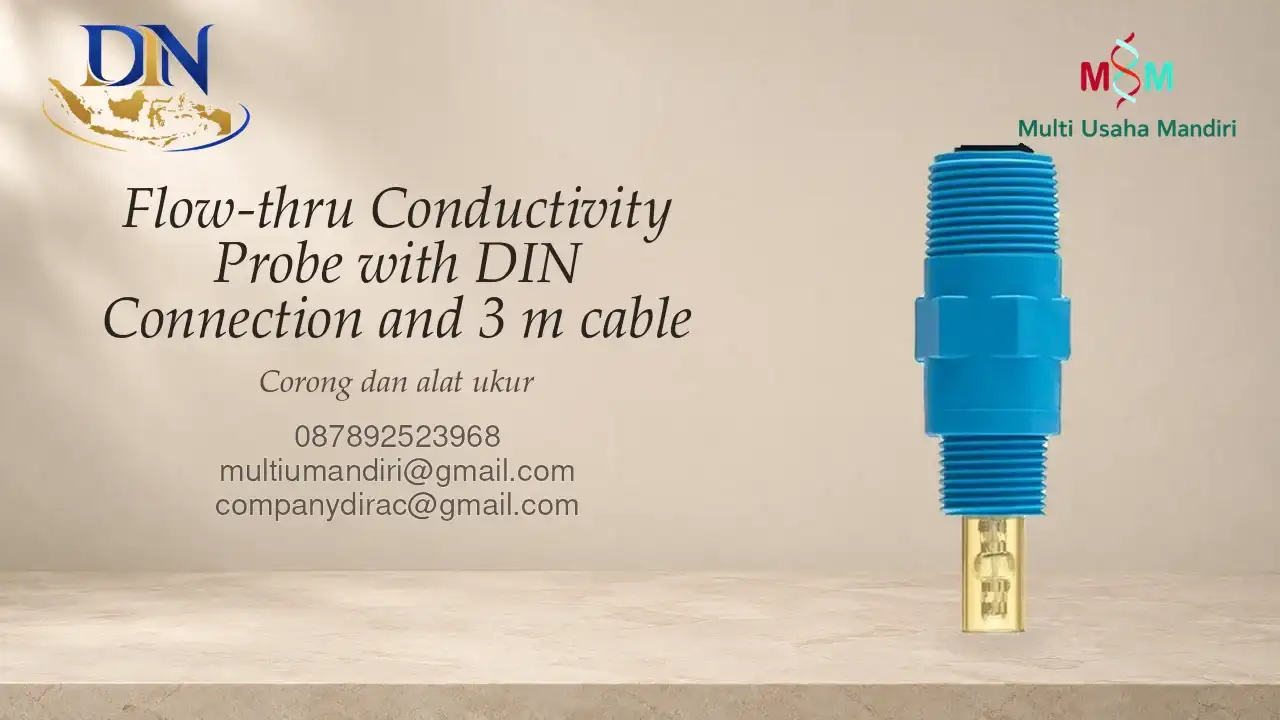 DIN
M M
Multi Usaha Mandiri
Flow-thru Conductivity
Probe with DIN
Connection and 3 m cable
Corong dan alat ukur
087892523968
multiumandiri@gmail.com
companydirac@gmail.com